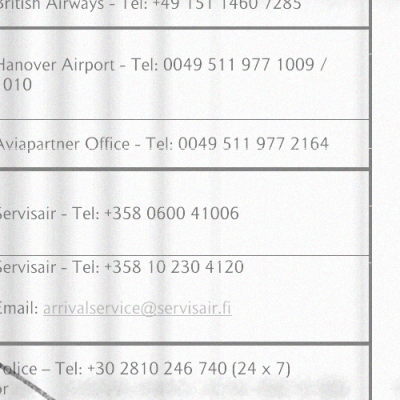 British Airways - Tel: +49 151 1460 7285
Hanover Airport - Tel: 0049 511 977 1009 /
1010
Aviapartner Office - Tel: 0049 511 977 2164
Servisair - Tel: +358 0600 41006
Servisair - Tel: +358 10 230 4120
Email: arrivalservice@servisair.fi
Police – Tel: +30 2810 246 740 (24 x 7)
or